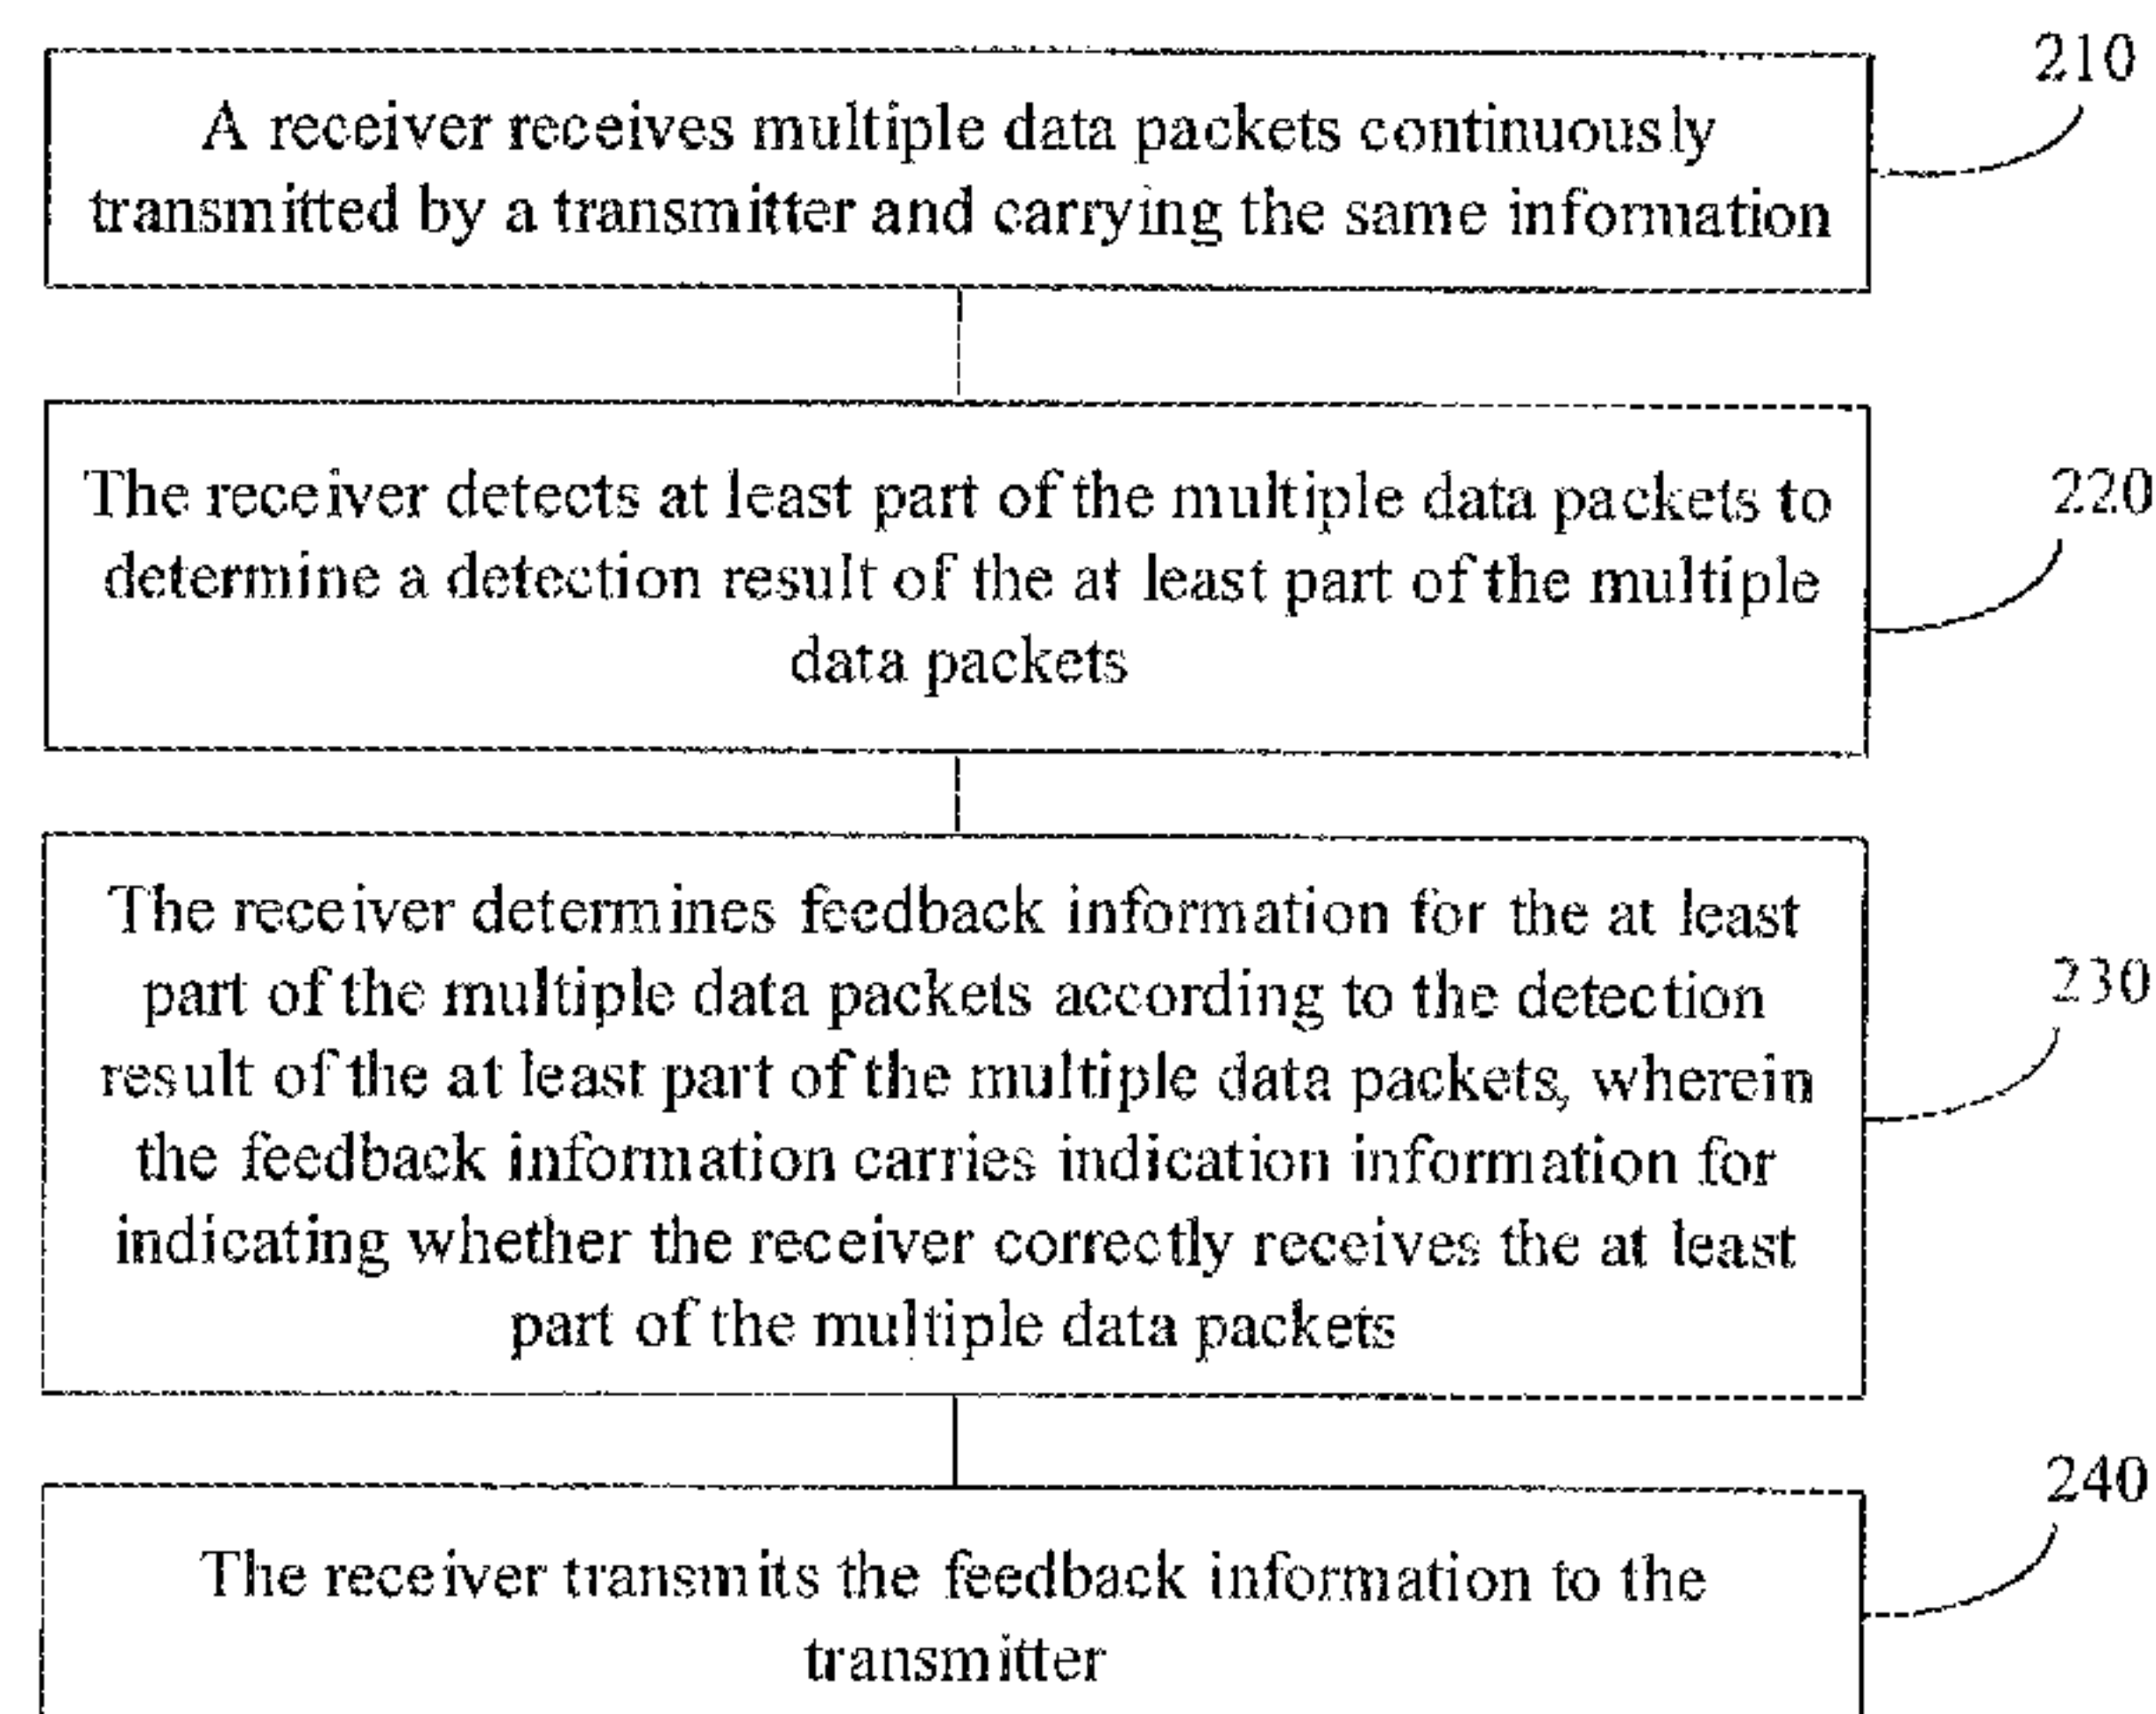 210
A receiver receives multiple data packets continuously
transmitted by a transmitter and carrying the same information
220
The receiver detects at least part of the multiple data packets to
determine a detection result of the at least part of the multiple
data packets
230
The receiver determines feedback information for the at least
part of the multiple data packets according to the detection
result of the at least part of the multiple data packets, wherein
the feedback information carries indication information for
indicating whether the receiver correctly receives the at least
part of the multiple data packets
240
The receiver transmits the feedback information to the
transmitter